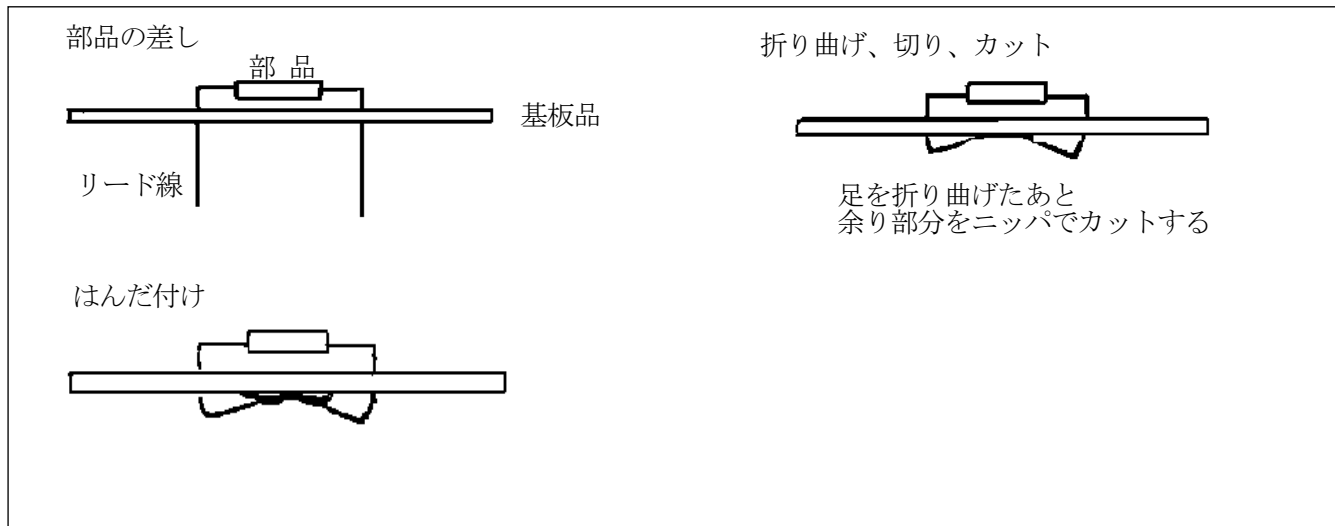 部品の差し
部 品
基板品
リード線
折り曲げ、切り、カット
足を折り曲げたあと
余り部分をニッパでカットする
はんだ付け